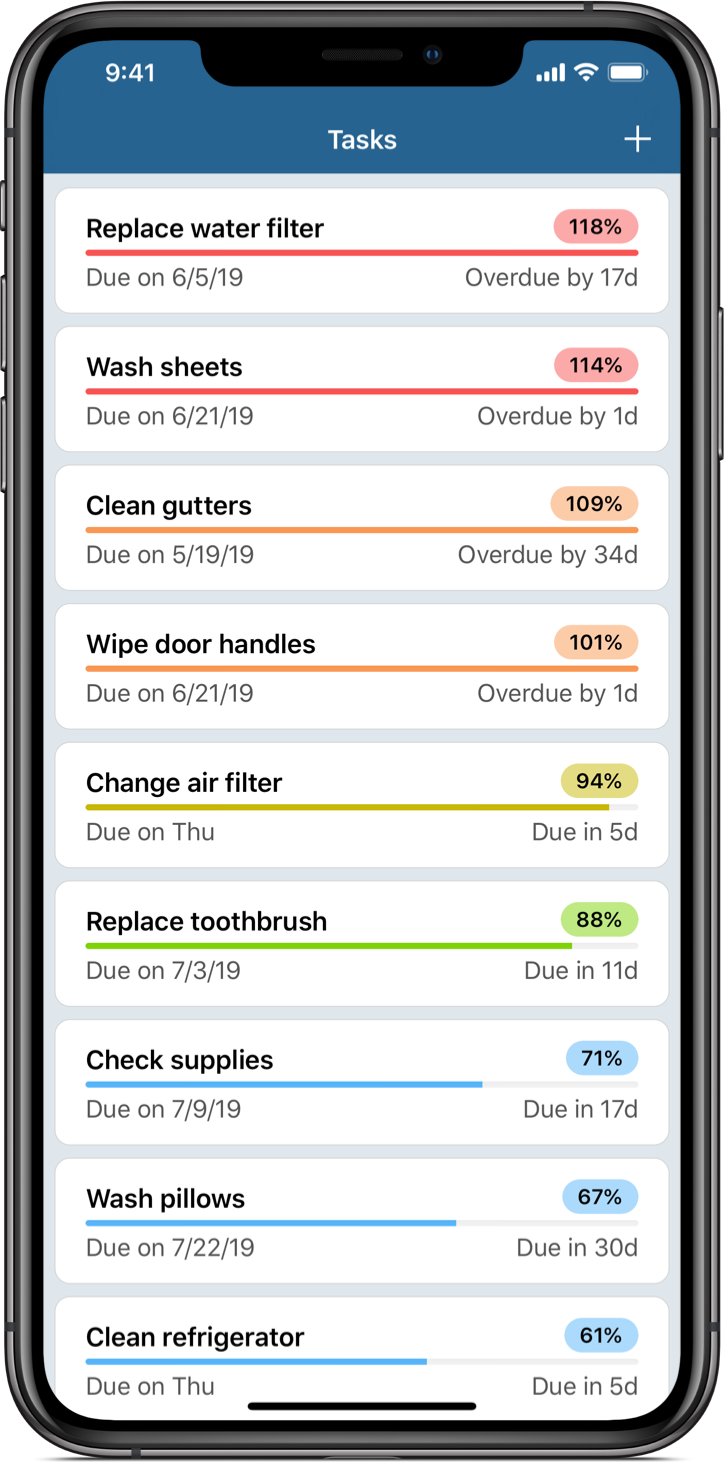 9:41
Tasks
Replace water filter 118%
Due on 6/5/19 Overdue by 17d
Wash sheets 114%
Due on 6/21/19 Overdue by 1d
Clean gutters 109%
Due on 5/19/19 Overdue by 34d
Wipe door handles 101%
Due on 6/21/19 Overdue by 1d
Change air filter 94%
Due on Thu Due in 5d
Replace toothbrush 88%
Due on 7/3/19 Due in 11d
Check supplies 71%
Due on 7/9/19 Due in 17d
Wash pillows 67%
Due on 7/22/19 Due in 30d
Clean refrigerator 61%
Due on Thu Due in 5d